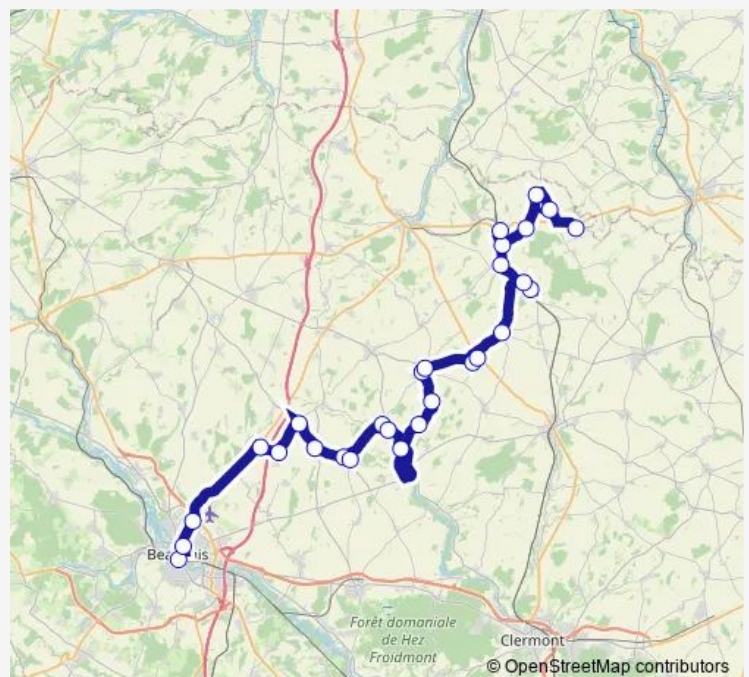 Beauvais
Forêt domaniale
de Hez
Froidmont
Clermont
© OpenStreetMap contributors